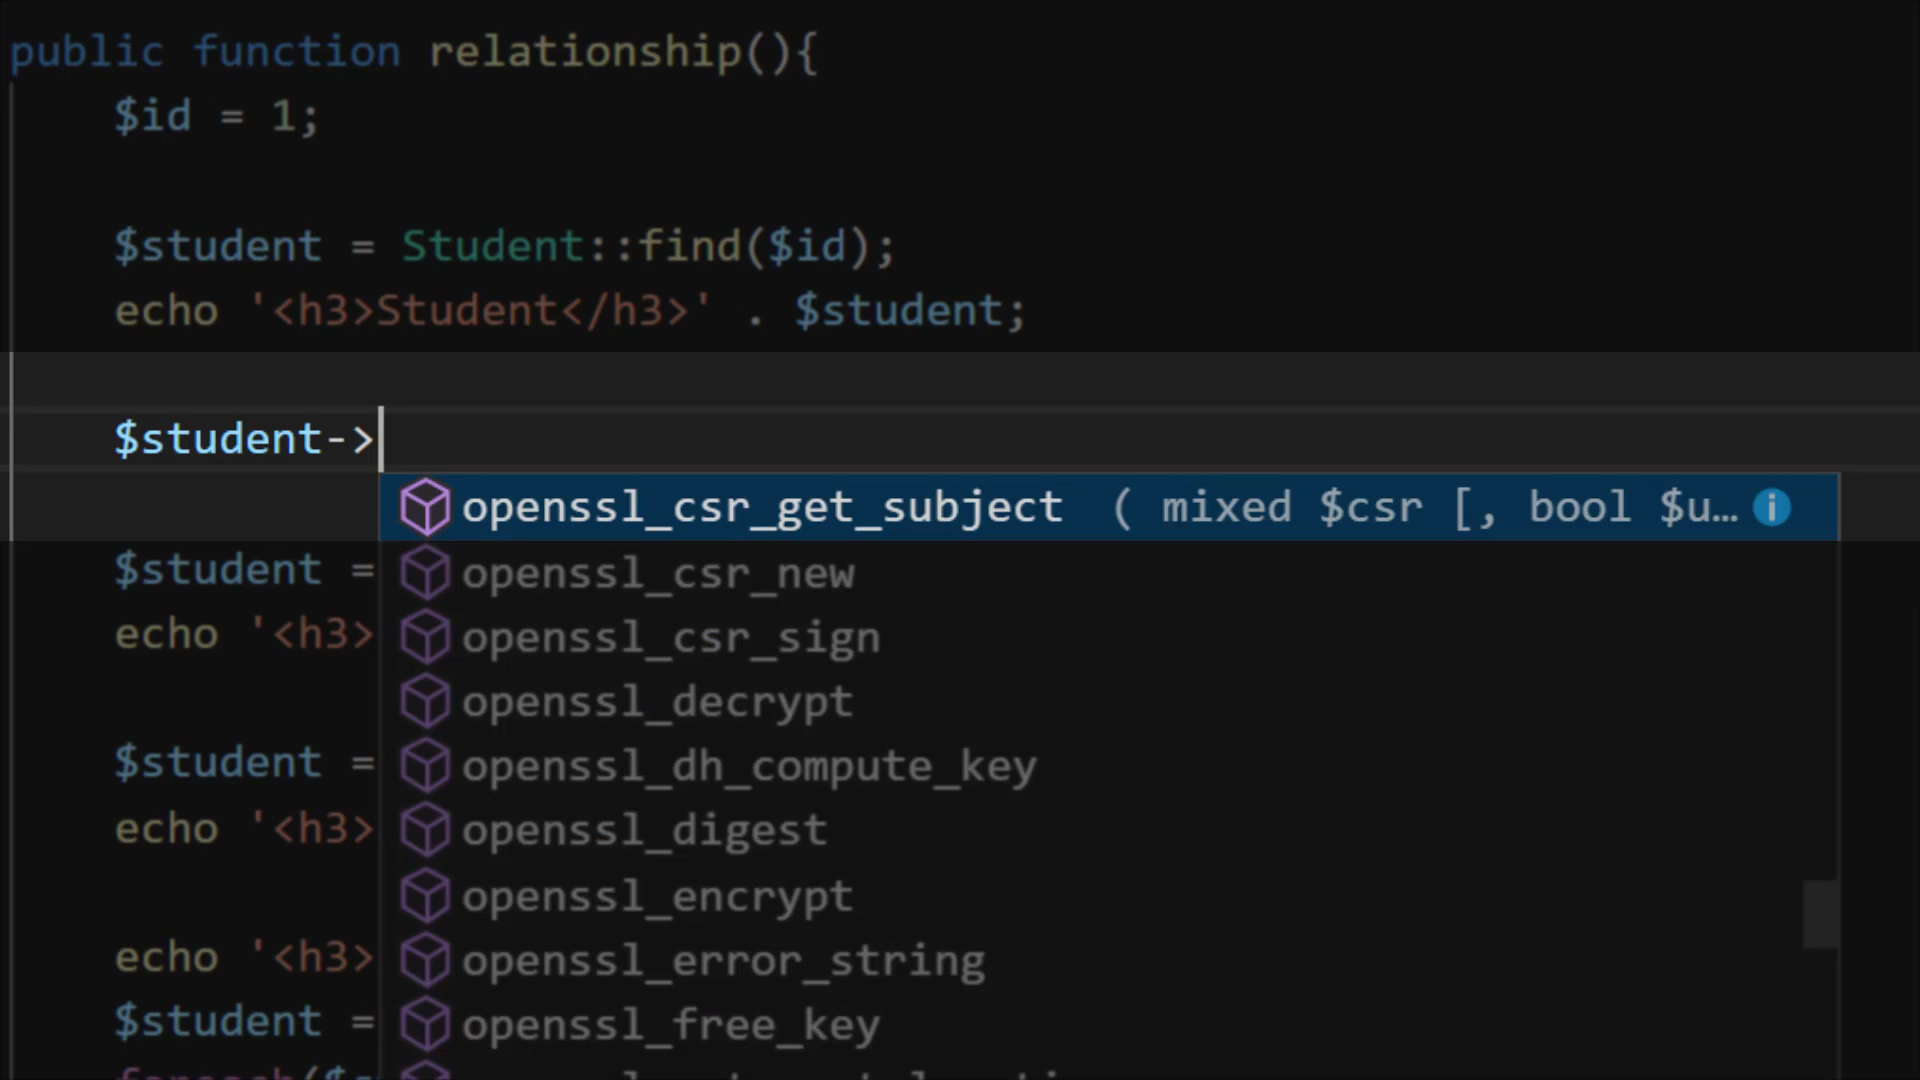 public function relationship(){
$id = 1;
$student = Student::find($id);
echo '<h3>Student</h3>' . $student;
$student->
openssl_csr_get_subject ( mixed $csr [, bool $u…
$student = openssl_csr_new
echo '<h3> openssl_csr_sign
openssl_decrypt
$student = openssl_dh_compute_key
echo '<h3> openssl_digest
openssl_encrypt
echo '<h3> openssl_error_string
$student = openssl_free_key